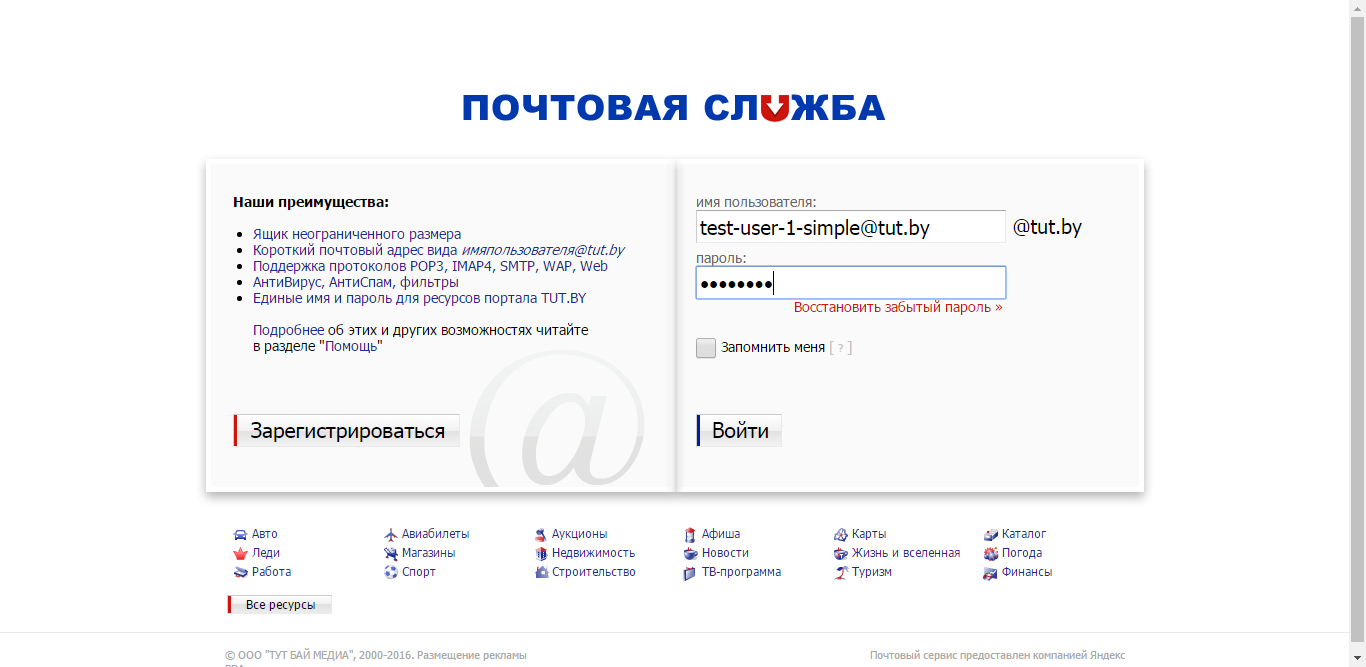 ПОЧТОВАЯ СЛУЖБА
Наши преимущества:
Ящик неограниченного размера
Короткий почтовый адрес вида имяпользователя@tut.by
Поддержка протоколов POP3, IMAP4, SMTP, WAP, Web
АнтиВирус, АнтиСпам, фильтры
Единые имя и пароль для ресурсов портала TUT.BY
Подробнее об этих и других возможностях читайте
в разделе "Помощь"
Зарегистрироваться
имя пользователя:
test-user-1-simple@tut.by @tut.by
пароль:
••••••••
Восстановить забытый пароль »
Запомнить меня [ ? ]
Войти
Авто Авиабилеты Аукционы Афиша Карты Каталог
Леди Магазины Недвижимость Новости Жизнь и вселенная Погода
Работа Спорт Строительство ТВ-программа Туризм Финансы
Все ресурсы
© ООО "ТУТ БАЙ МЕДИА", 2000-2016. Размещение рекламы Почтовый сервис предоставлен компанией Яндекс